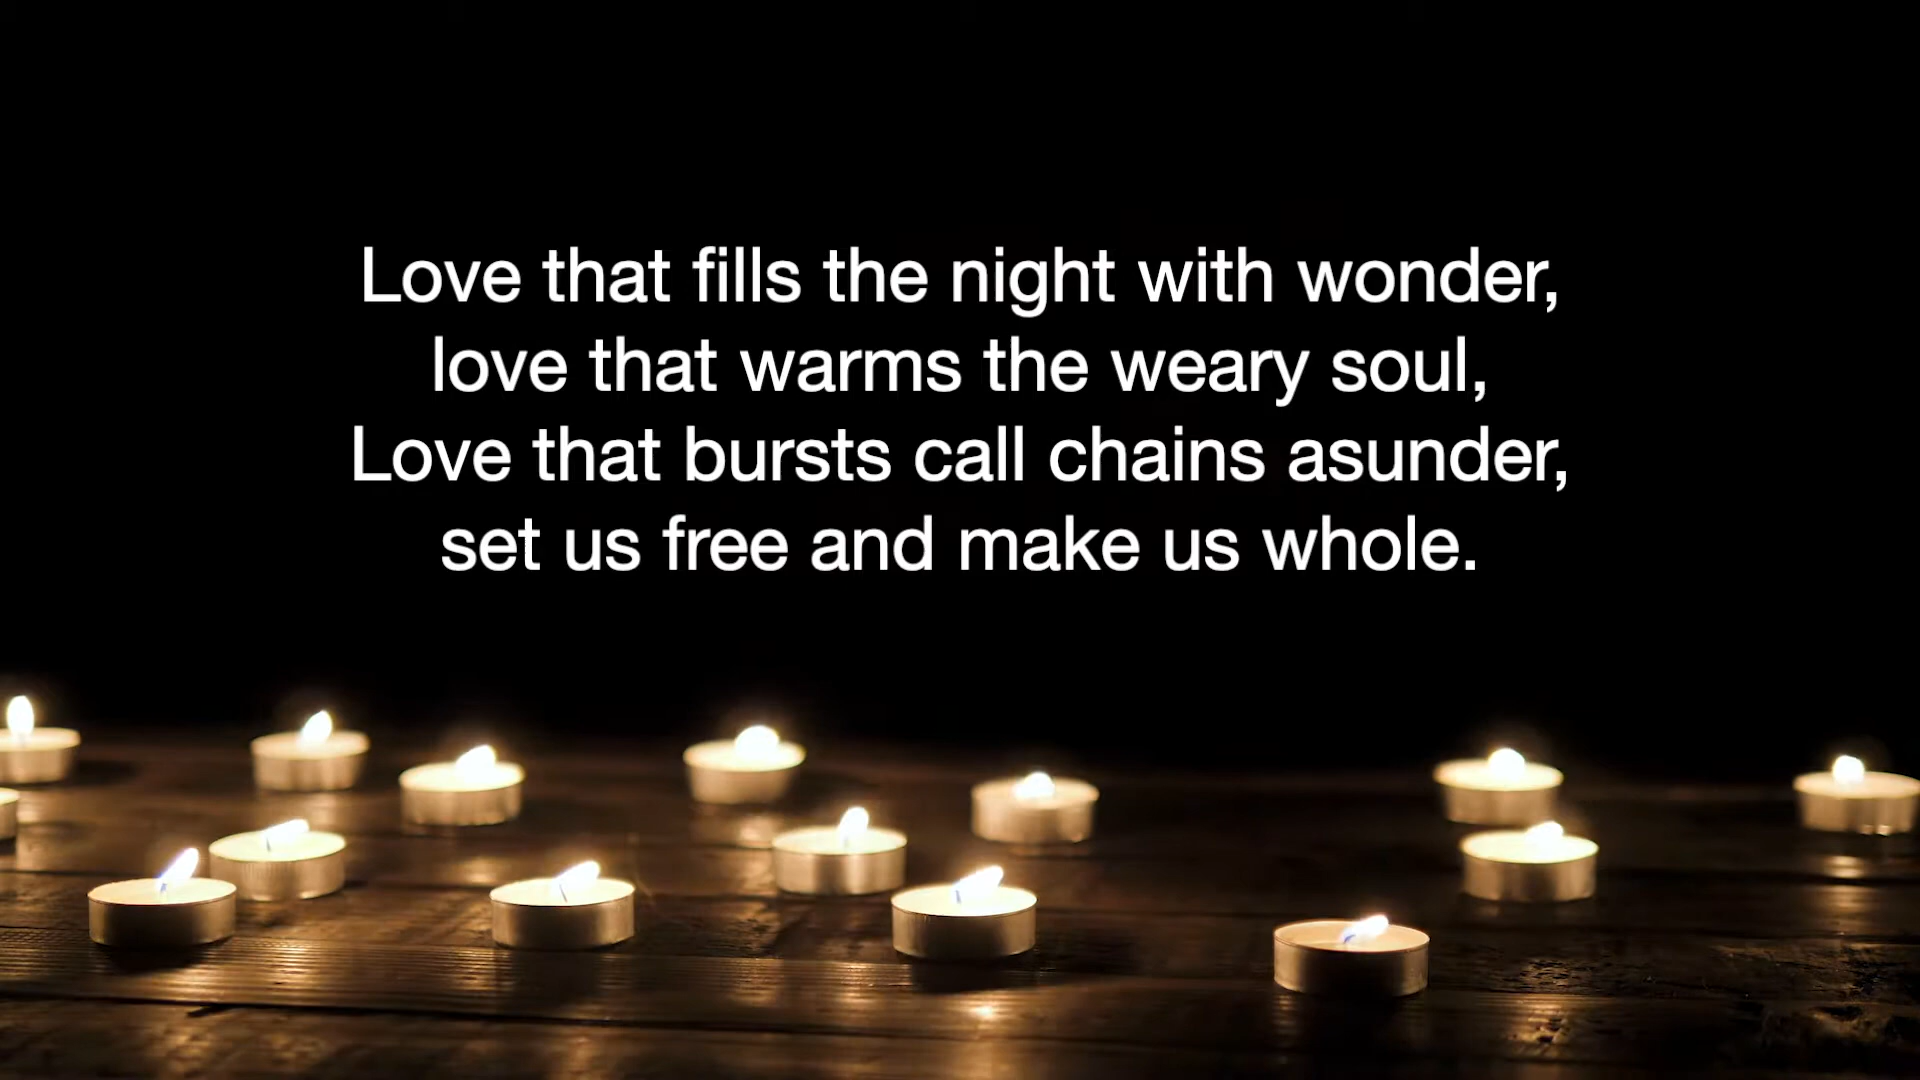 Love that fills the night with wonder,
love that warms the weary soul,
Love that bursts call chains asunder,
set us free and make us whole.